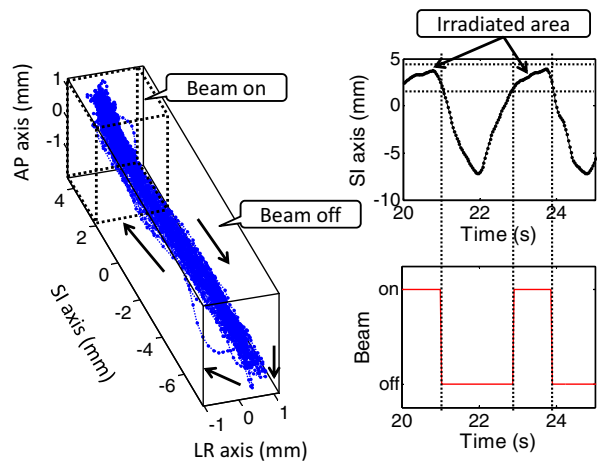 Irradiated area
Beam on
Beam off
AP axis (mm)
1
0
-1
4
2
0
-2
-4
-6
SI axis (mm)
-1
0
1
LR axis (mm)
SI axis (mm)
5
0
-5
-10
20 22 24
Time (s)
Beam
on
off
20 22 24
Time (s)